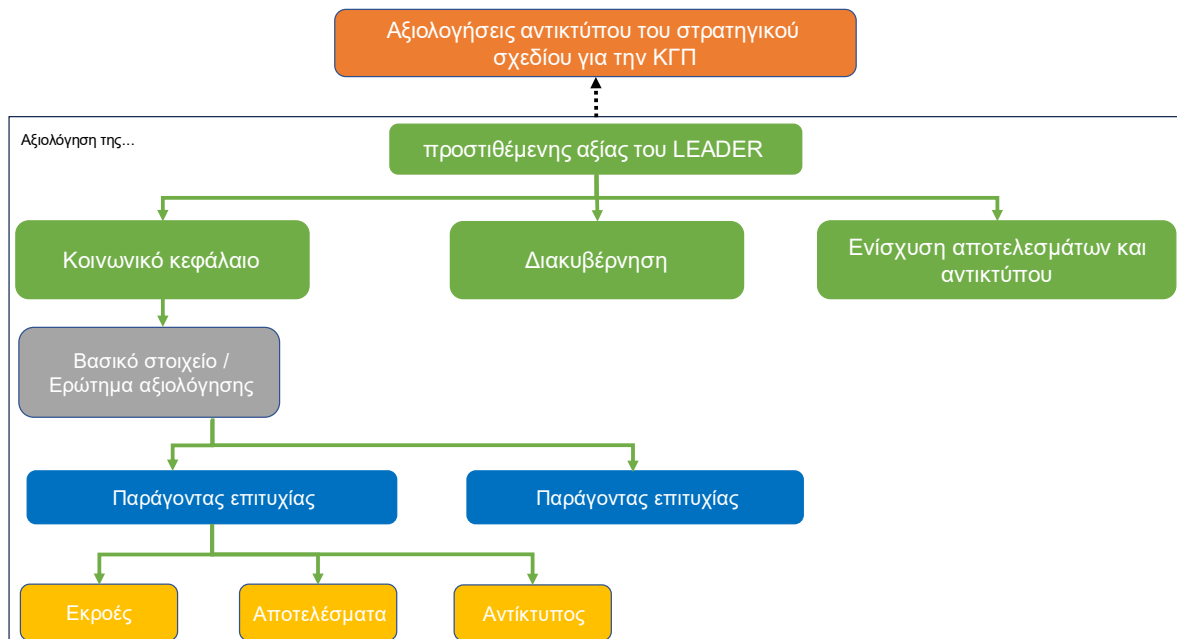 Αξιολογήσεις αντικτύπου του στρατηγικού
σχεδίου για την ΚΓΠ
Αξιολόγηση της...
προστιθέμενης αξίας του LEADER
Κοινωνικό κεφάλαιο
Διακυβέρνηση
Ενίσχυση αποτελεσμάτων και
αντικτύπου
Βασικό στοιχείο /
Ερώτημα αξιολόγησης
Παράγοντας επιτυχίας
Παράγοντας επιτυχίας
Εκροές
Αποτελέσματα
Αντίκτυπος